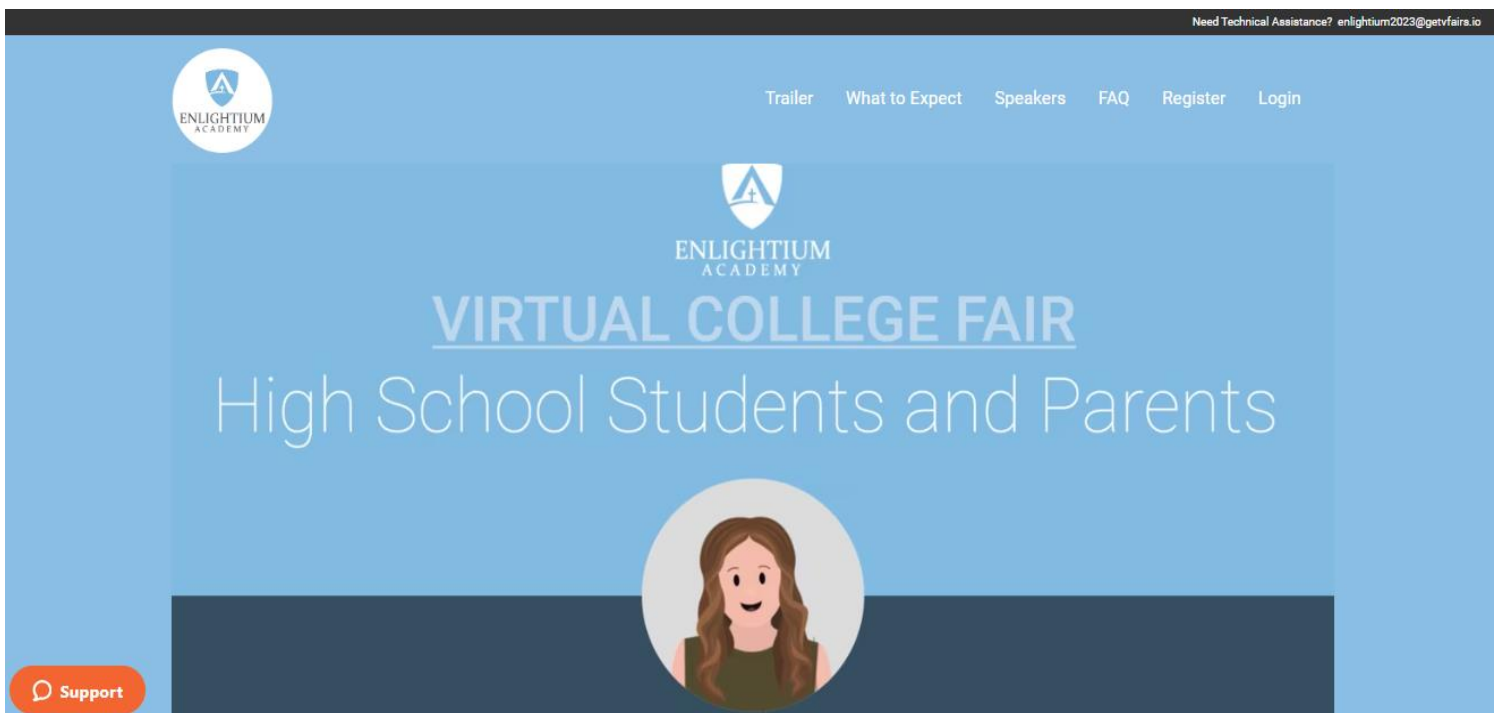 Need Technical Assistance? enlightium2023@getvfairs.io
ENLIGHTIUM
ACADEMY
Trailer What to Expect Speakers FAQ Register Login
ENLIGHTIUM
ACADEMY
VIRTUAL COLLEGE FAIR
High School Students and Parents
Support